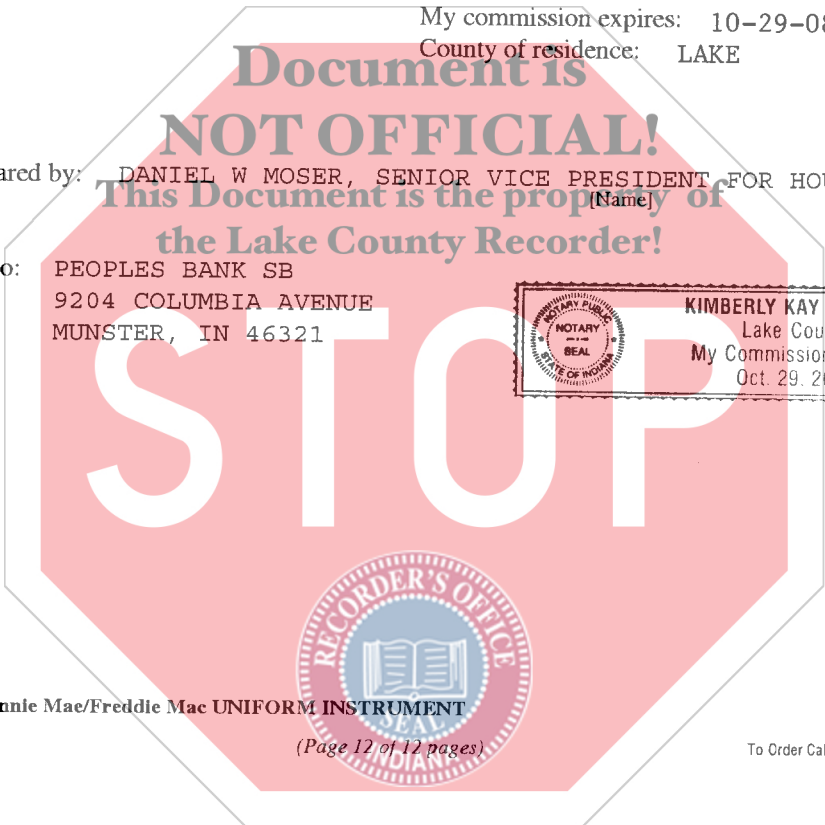 My commission expires: 10-29-08
County of residence: LAKE
Document is
NOT OFFICIAL!
ared by: DANIEL W MOSER, SENIOR VICE PRESIDENT FOR HOU
[Name]
This Document is the property of
the Lake County Recorder!
o: PEOPLES BANK SB
9204 COLUMBIA AVENUE
MUNSTER, IN 46321
NOTARY PUBLIC
NOTARY
SEAL
STATE OF INDIANA
KIMBERLY KAY
Lake Cou
My Commission
Oct. 29. 2
STOP
RECORDER'S OFFICE
SEAL
INDIANA
nnie Mae/Freddie Mac UNIFORM INSTRUMENT
(Page 12 of 12 pages)
To Order Cal